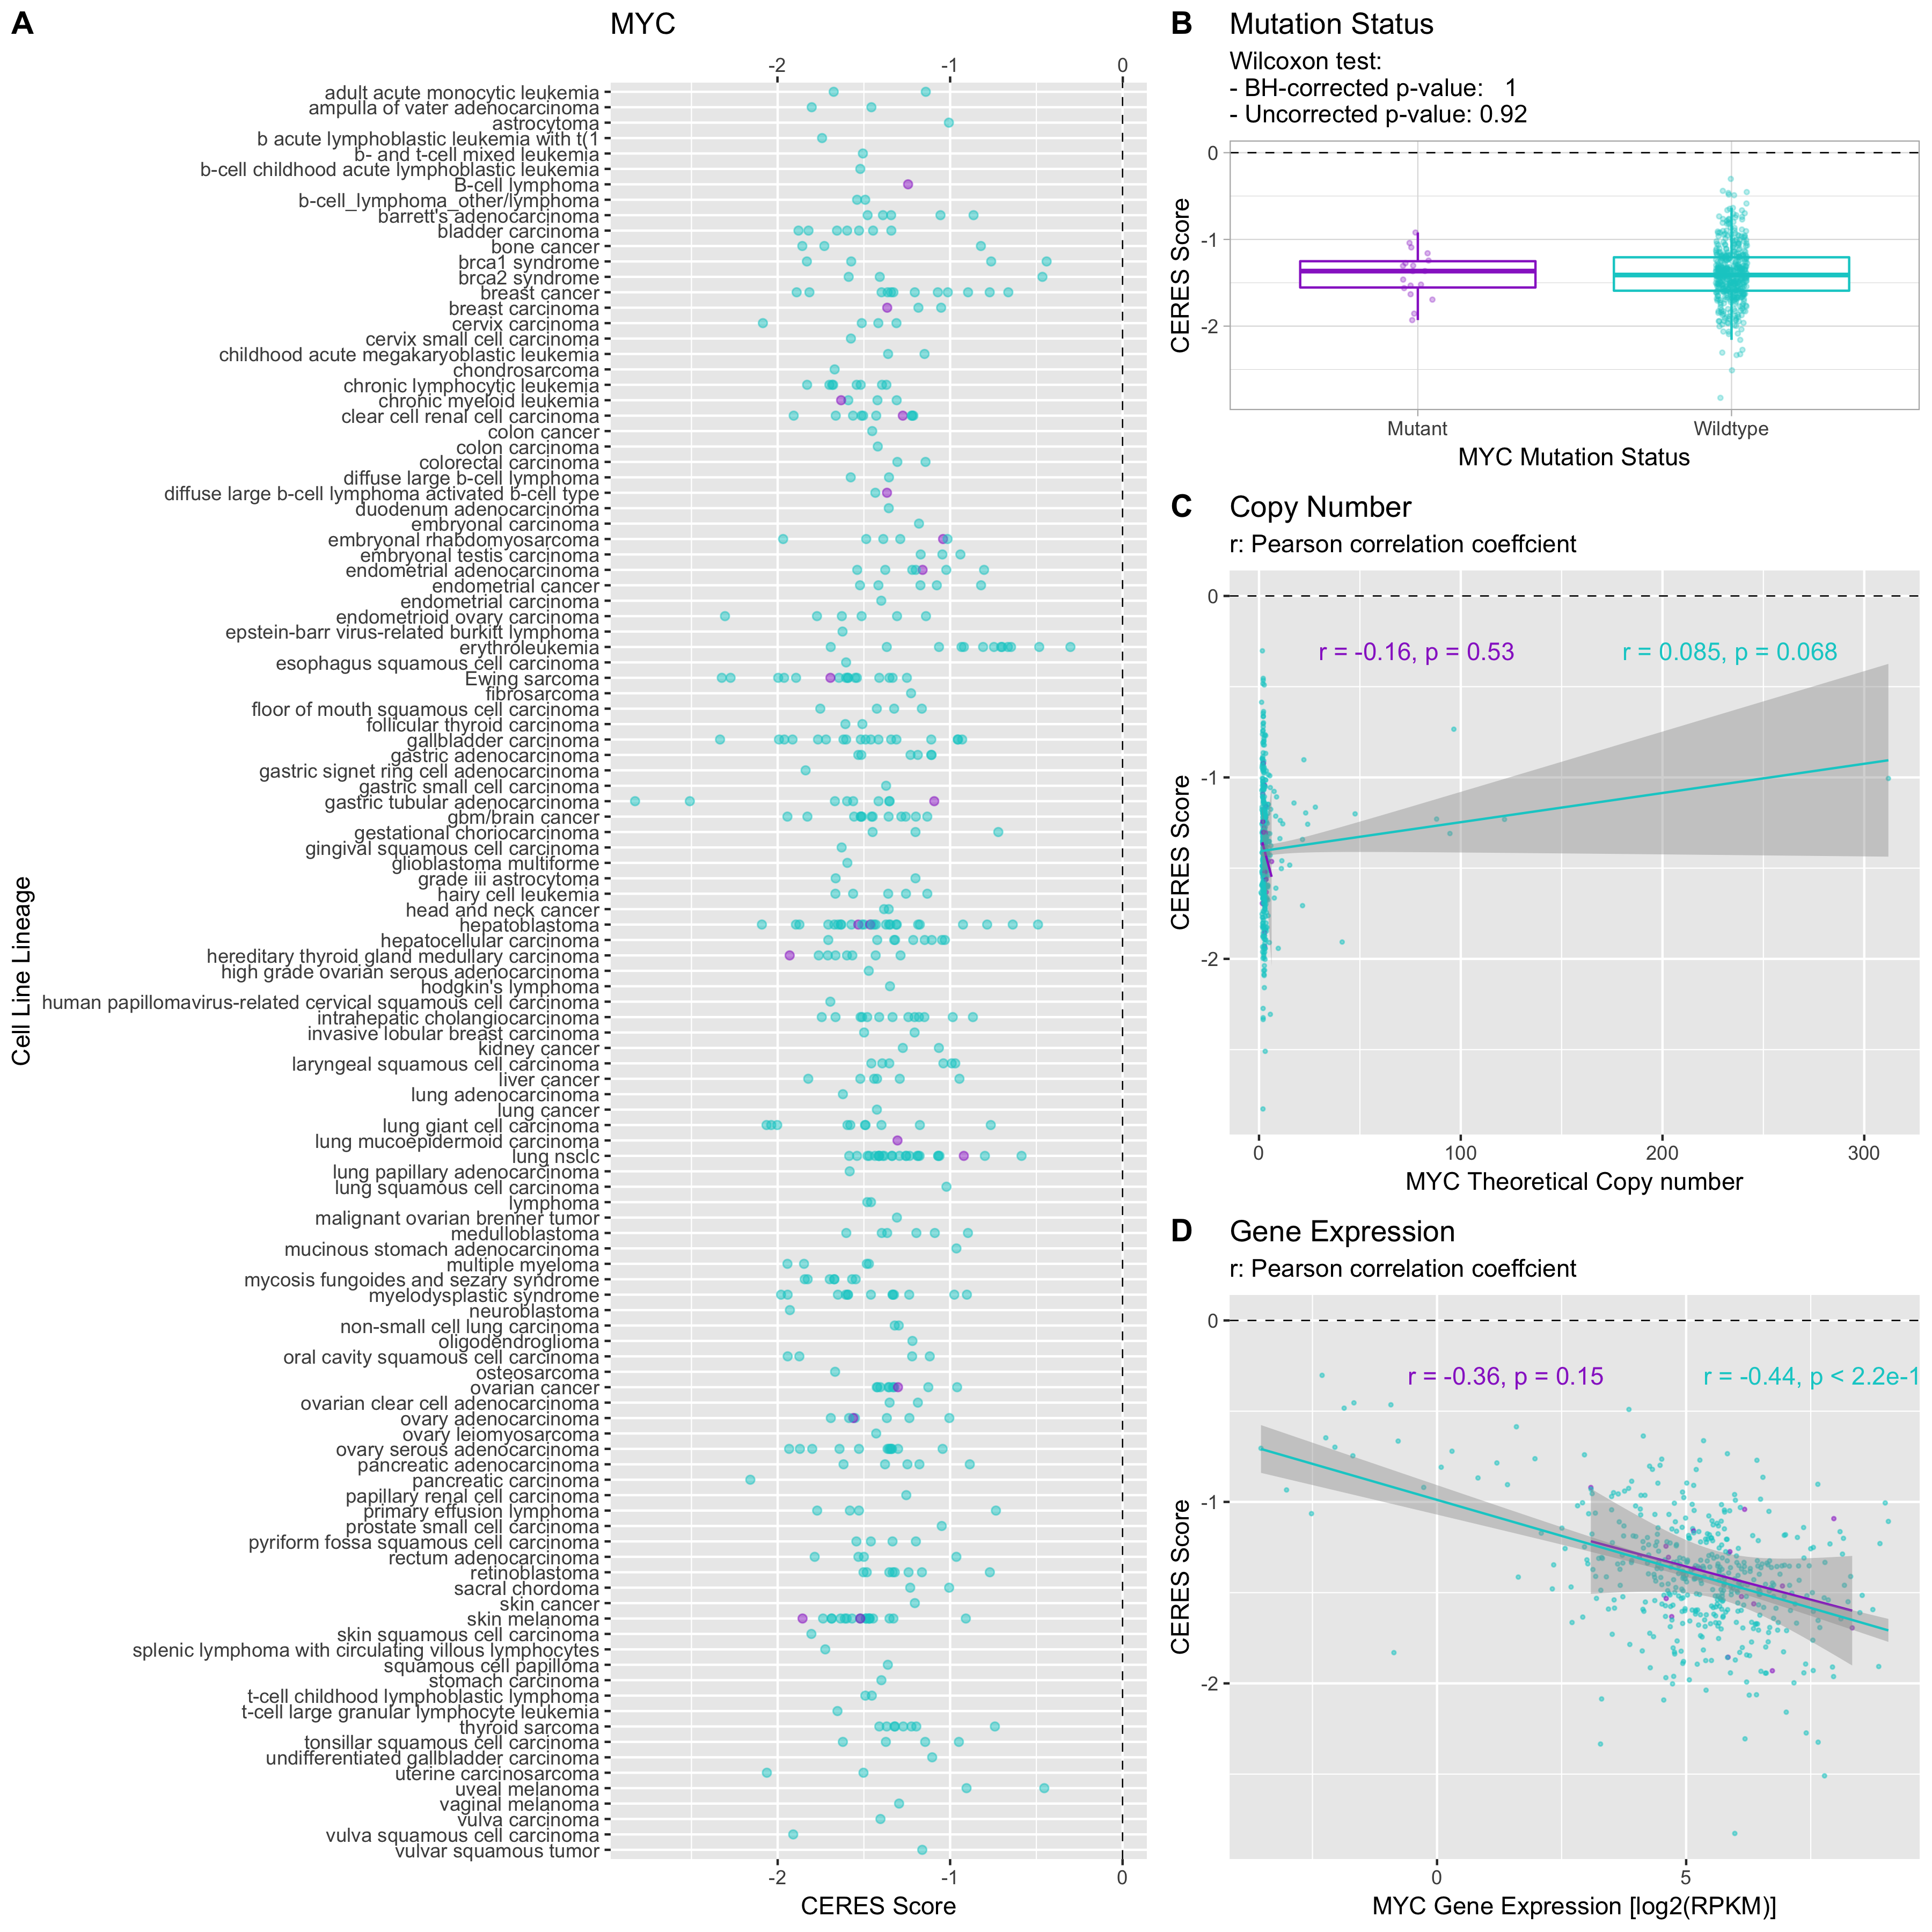 A
MYC
-2
-1
0
adult acute monocytic leukemia
ampulla of vater adenocarcinoma
astrocytoma
b acute lymphoblastic leukemia with t(1
b- and t-cell mixed leukemia
b-cell childhood acute lymphoblastic leukemia
B-cell lymphoma
b-cell_lymphoma_other/lymphoma
barrett's adenocarcinoma
bladder carcinoma
bone cancer
brca1 syndrome
brca2 syndrome
breast cancer
breast carcinoma
cervix carcinoma
cervix small cell carcinoma
childhood acute megakaryoblastic leukemia
chondrosarcoma
chronic lymphocytic leukemia
chronic myeloid leukemia
clear cell renal cell carcinoma
colon cancer
colon carcinoma
colorectal carcinoma
diffuse large b-cell lymphoma
diffuse large b-cell lymphoma activated b-cell type
duodenum adenocarcinoma
embryonal carcinoma
embryonal rhabdomyosarcoma
embryonal testis carcinoma
endometrial adenocarcinoma
endometrial cancer
endometrial carcinoma
endometrioid ovary carcinoma
epstein-barr virus-related burkitt lymphoma
erythroleukemia
esophagus squamous cell carcinoma
Ewing sarcoma
fibrosarcoma
floor of mouth squamous cell carcinoma
follicular thyroid carcinoma
gallbladder carcinoma
gastric adenocarcinoma
gastric signet ring cell adenocarcinoma
gastric small cell carcinoma
gastric tubular adenocarcinoma
gbm/brain cancer
gestational choriocarcinoma
gingival squamous cell carcinoma
glioblastoma multiforme
grade iii astrocytoma
hairy cell leukemia
head and neck cancer
hepatoblastoma
hepatocellular carcinoma
hereditary thyroid gland medullary carcinoma
high grade ovarian serous adenocarcinoma
hodgkin's lymphoma
human papillomavirus-related cervical squamous cell carcinoma
intrahepatic cholangiocarcinoma
invasive lobular breast carcinoma
kidney cancer
laryngeal squamous cell carcinoma
liver cancer
lung adenocarcinoma
lung cancer
lung giant cell carcinoma
lung mucoepidermoid carcinoma
lung nsclc
lung papillary adenocarcinoma
lung squamous cell carcinoma
lymphoma
malignant ovarian brenner tumor
medulloblastoma
mucinous stomach adenocarcinoma
multiple myeloma
mycosis fungoides and sezary syndrome
myelodysplastic syndrome
neuroblastoma
non-small cell lung carcinoma
oligodendroglioma
oral cavity squamous cell carcinoma
osteosarcoma
ovarian cancer
ovarian clear cell adenocarcinoma
ovary adenocarcinoma
ovary leiomyosarcoma
ovary serous adenocarcinoma
pancreatic adenocarcinoma
pancreatic carcinoma
papillary renal cell carcinoma
primary effusion lymphoma
prostate small cell carcinoma
pyriform fossa squamous cell carcinoma
rectum adenocarcinoma
retinoblastoma
sacral chordoma
skin cancer
skin melanoma
skin squamous cell carcinoma
splenic lymphoma with circulating villous lymphocytes
squamous cell papilloma
stomach carcinoma
t-cell childhood lymphoblastic lymphoma
t-cell large granular lymphocyte leukemia
thyroid sarcoma
tonsillar squamous cell carcinoma
undifferentiated gallbladder carcinoma
uterine carcinosarcoma
uveal melanoma
vaginal melanoma
vulva carcinoma
vulva squamous cell carcinoma
vulvar squamous tumor
-2
-1
0
CERES Score
Cell Line Lineage
B
Mutation Status
Wilcoxon test:
- BH-corrected p-value: 1
- Uncorrected p-value: 0.92
0
-1
-2
CERES Score
Mutant
Wildtype
MYC Mutation Status
C
Copy Number
r: Pearson correlation coeffcient
r = -0.16, p = 0.53
r = 0.085, p = 0.068
0
-1
-2
CERES Score
0
100
200
300
MYC Theoretical Copy number
D
Gene Expression
r: Pearson correlation coeffcient
r = -0.36, p = 0.15
r = -0.44, p < 2.2e-1
0
-1
-2
CERES Score
0
5
MYC Gene Expression [log2(RPKM)]